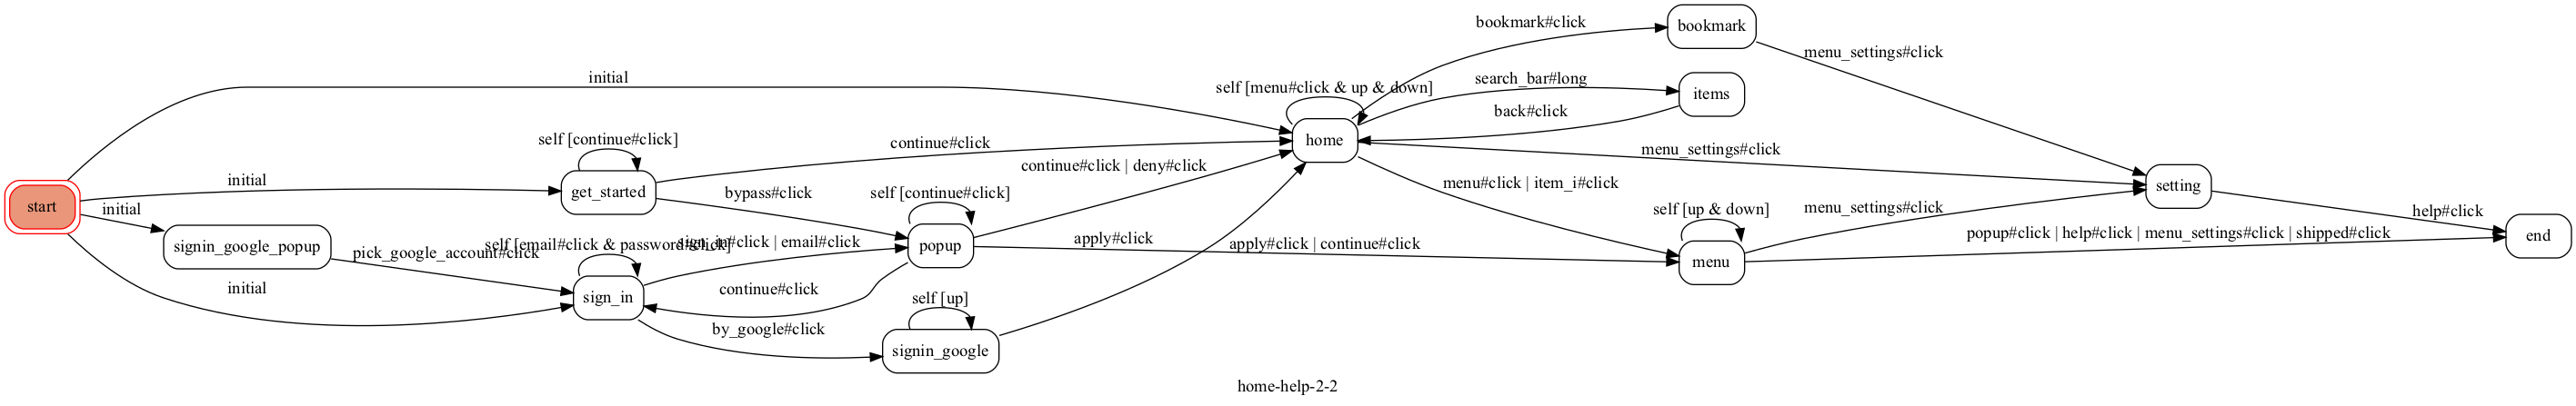 start
initial
initial
initial
initial
signin_google_popup
pick_google_account#click
self [continue#click]
get_started
self [email#click & password#click]
sign_in
continue#click
bypass#click
sign_in#click | email#click
continue#click
by_google#click
self [continue#click]
popup
self [up]
signin_google
continue#click | deny#click
apply#click
apply#click | continue#click
self [menu#click & up & down]
home
bookmark#click
search_bar#long
back#click
menu_settings#click
menu#click | item_i#click
bookmark
items
self [up & down]
menu
menu_settings#click
menu_settings#click
popup#click | help#click | menu_settings#click | shipped#click
setting
help#click
end
home-help-2-2